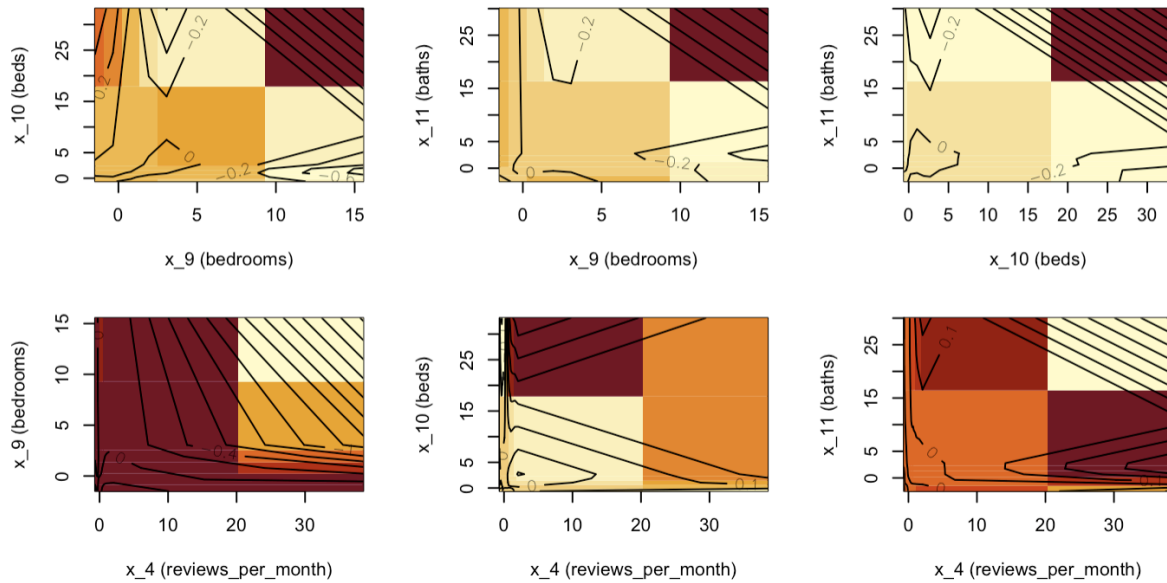 x_10 (beds)
25
15
5
0
0.2
−0.2
0
−0.2
0 5 10 15
x_9 (bedrooms)
x_11 (baths)
25
15
5
0
−0.2
0
−0.2
0 5 10 15
x_9 (bedrooms)
x_11 (baths)
25
15
5
0
−0.2
0
−0.2
0 5 10 15 20 25 30
x_10 (beds)
x_9 (bedrooms)
15
10
5
0
0
−0.4
0 10 20 30
x_4 (reviews_per_month)
x_10 (beds)
25
15
5
0
0
0.1
0 10 20 30
x_4 (reviews_per_month)
x_11 (baths)
25
15
5
0
0.1
0
0 10 20 30
x_4 (reviews_per_month)